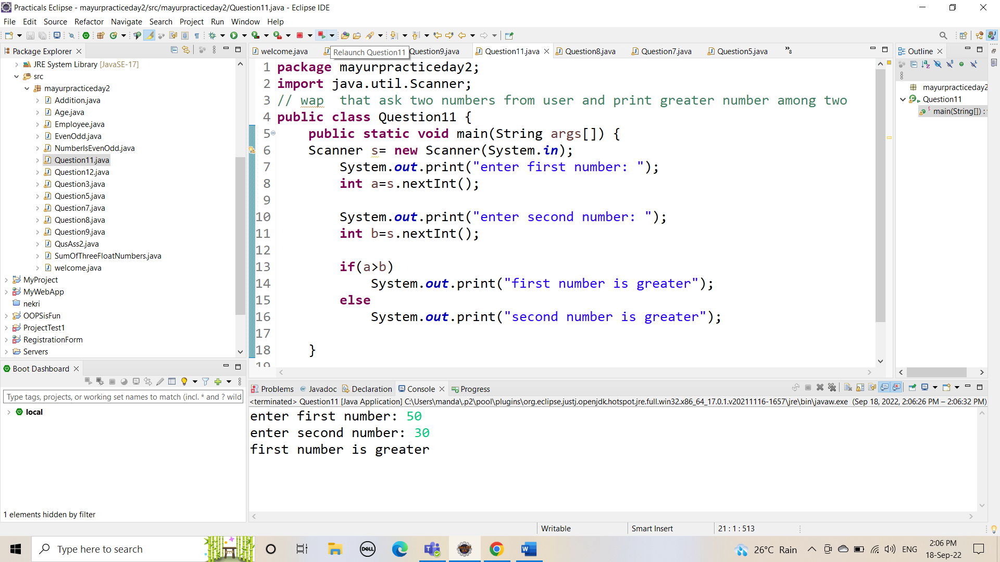 Practicals Eclipse - mayurpracticeday2/src/mayurpracticeday2/Question11.java - Eclipse IDE
File Edit Source Refactor Navigate Search Project Run Window Help
Package Explorer
JRE System Library [JavaSE-17]
src
mayurpracticeday2
Addition.java
Age.java
Employee.java
EvenOdd.java
NumberIsEvenOdd.java
Question11.java
Question12.java
Question3.java
Question5.java
Question7.java
Question8.java
Question9.java
QusAss2.java
SumOfThreeFloatNumbers.java
welcome.java
MyProject
MyWebApp
nekri
OOPSisFun
ProjectTest1
RegistrationForm
Servers
Boot Dashboard
Type tags, projects, or working set names to match (incl. * and ? wild
local
1 elements hidden by filter
welcome.java Relaunch Question11 Question9.java Question11.java Question8.java Question7.java Question5.java »8
1 package mayurpracticeday2;
2 import java.util.Scanner;
3 // wap  that ask two numbers from user and print greater number among two
4 public class Question11 {
5     public static void main(String args[]) {
6     Scanner s= new Scanner(System.in);
7         System.out.print("enter first number: ");
8         int a=s.nextInt();
9
10         System.out.print("enter second number: ");
11         int b=s.nextInt();
12
13         if(a>b)
14             System.out.print("first number is greater");
15         else
16             System.out.print("second number is greater");
17
18     }
19
Outline
mayurpracticeday2
Question11
main(String[]) :
Problems @ Javadoc Declaration Console Progress
<terminated> Question11 [Java Application] C:\Users\manda\.p2\pool\plugins\org.eclipse.justj.openjdk.hotspot.jre.full.win32.x86_64_17.0.1.v20211116-1657\jre\bin\javaw.exe (Sep 18, 2022, 2:06:26 PM – 2:06:32 PM)
enter first number: 50
enter second number: 30
first number is greater
Writable Smart Insert 21 : 1 : 513
Type here to search
DELL
26°C Rain ENG
2:06 PM
18-Sep-22